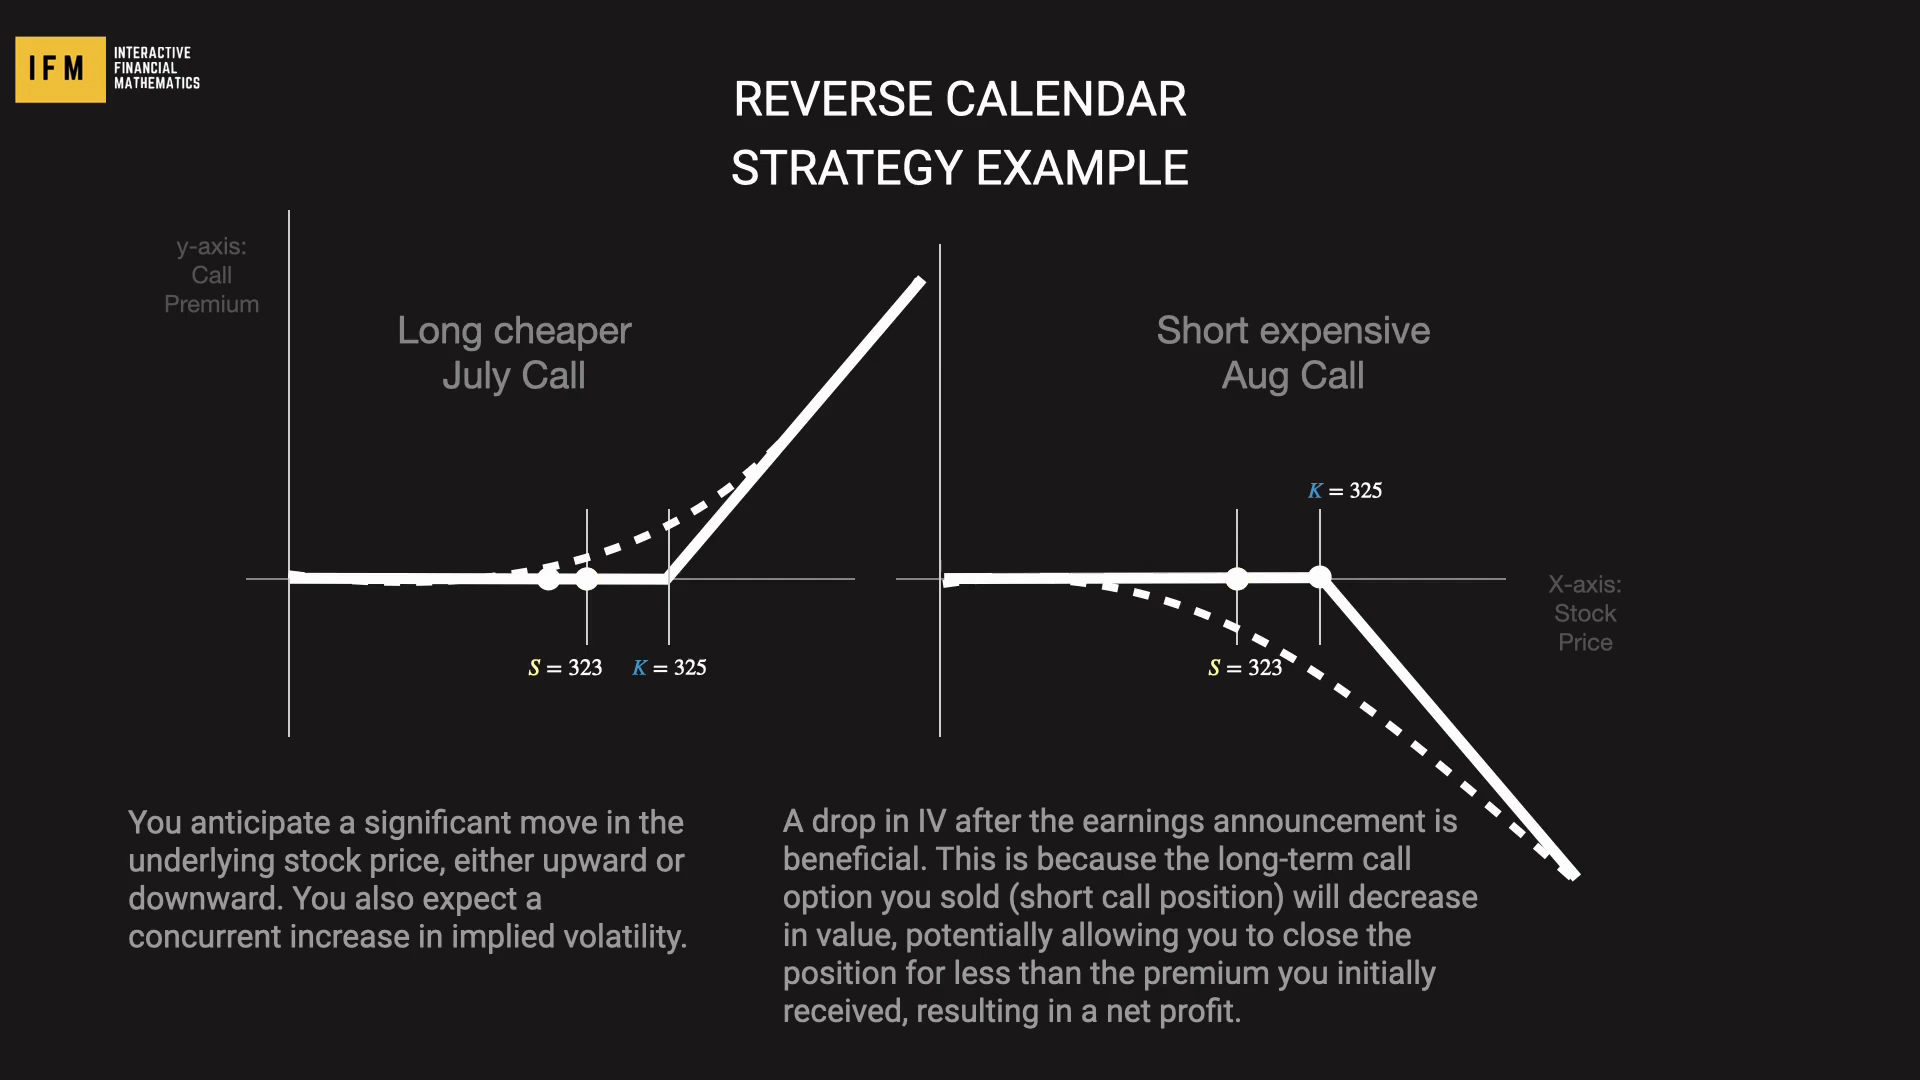 IFM
INTERACTIVE
FINANCIAL
MATHEMATICS
REVERSE CALENDAR
STRATEGY EXAMPLE
y-axis:
Call
Premium
Long cheaper
July Call
Short expensive
Aug Call
K = 325
S = 323
K = 325
S = 323
X-axis:
Stock
Price
You anticipate a significant move in the
underlying stock price, either upward or
downward. You also expect a
concurrent increase in implied volatility.
A drop in IV after the earnings announcement is
beneficial. This is because the long-term call
option you sold (short call position) will decrease
in value, potentially allowing you to close the
position for less than the premium you initially
received, resulting in a net profit.